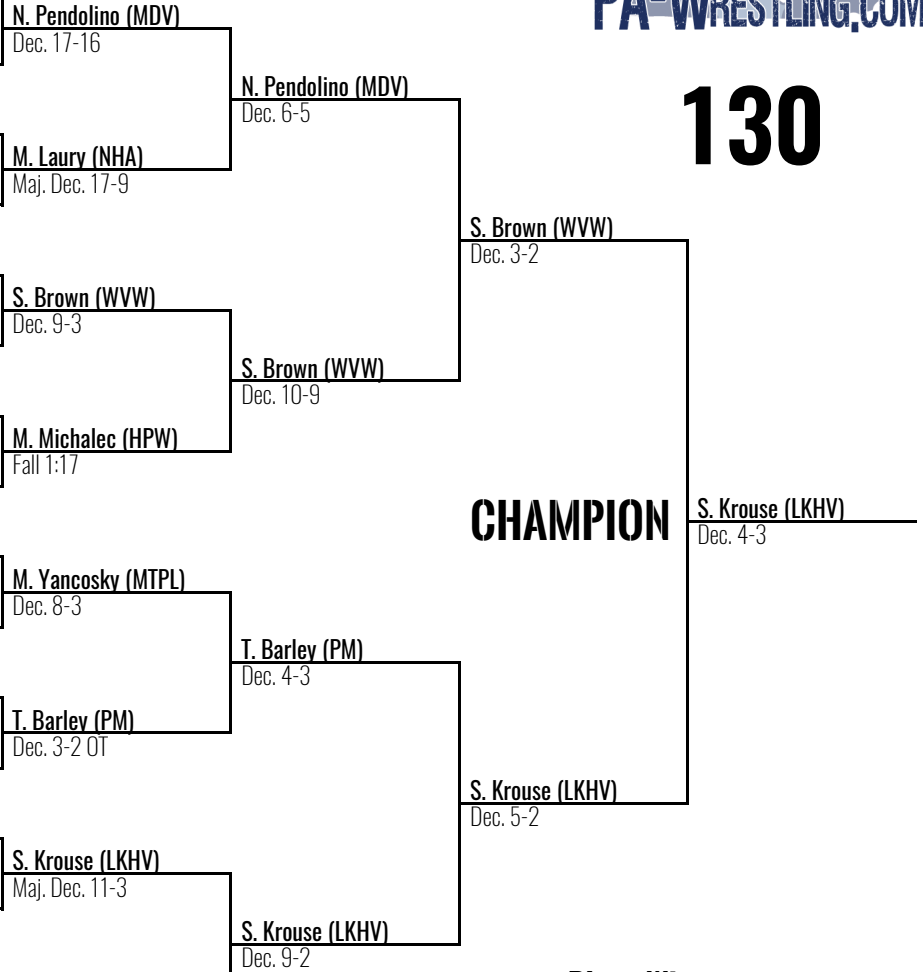 N. Pendolino (MDV)
Dec. 17-16
M. Laury (NHA)
Maj. Dec. 17-9
S. Brown (WVW)
Dec. 9-3
M. Michalec (HPW)
Fall 1:17
M. Yancosky (MTPL)
Dec. 8-3
T. Barley (PM)
Dec. 3-2 OT
S. Krouse (LKHV)
Maj. Dec. 11-3
N. Pendolino (MDV)
Dec. 6-5
S. Brown (WVW)
Dec. 10-9
T. Barley (PM)
Dec. 4-3
S. Krouse (LKHV)
Dec. 9-2
S. Brown (WVW)
Dec. 3-2
S. Krouse (LKHV)
Dec. 5-2
PA-WRESTLING.COM
130
CHAMPION
S. Krouse (LKHV)
Dec. 4-3